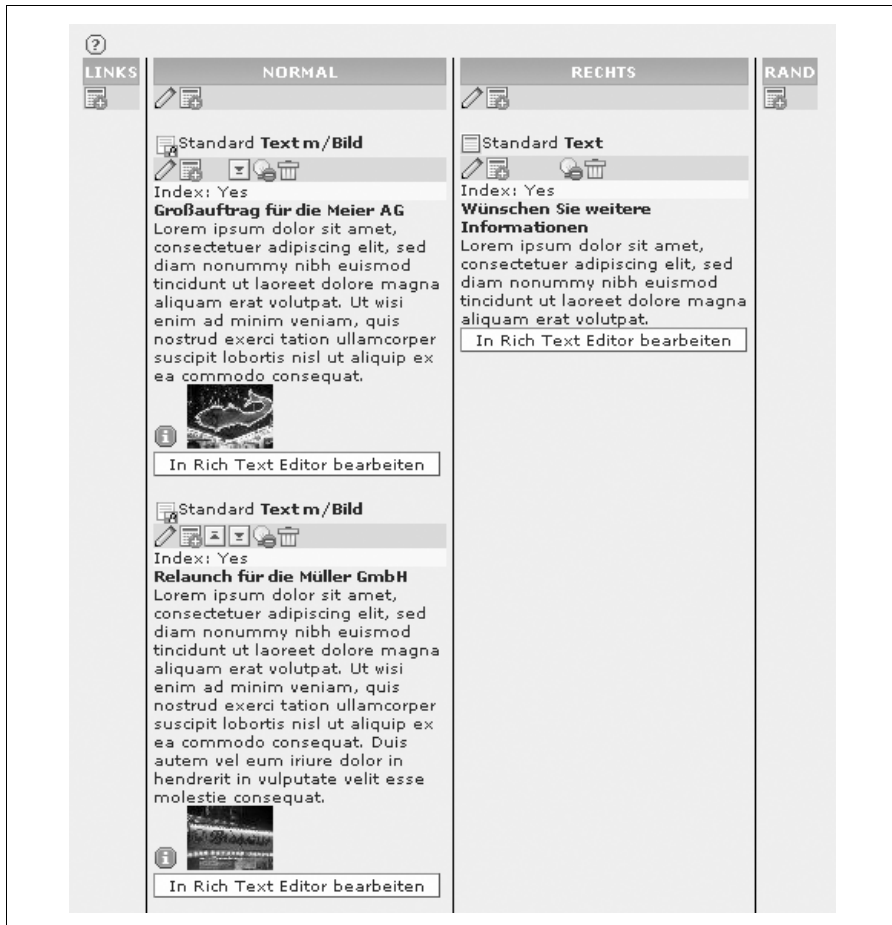 ?
LINKS
NORMAL
RECHTS
RAND
Standard Text m/Bild
Index: Yes
Großauftrag für die Meier AG
Lorem ipsum dolor sit amet,
consectetuer adipiscing elit, sed
diam nonummy nibh euismod
tincidunt ut laoreet dolore magna
aliquam erat volutpat. Ut wisi
enim ad minim veniam, quis
nostrud exerci tation ullamcorper
suscipit lobortis nisl ut aliquip ex
ea commodo consequat.
In Rich Text Editor bearbeiten
Standard Text m/Bild
Index: Yes
Relaunch für die Müller GmbH
Lorem ipsum dolor sit amet,
consectetuer adipiscing elit, sed
diam nonummy nibh euismod
tincidunt ut laoreet dolore magna
aliquam erat volutpat. Ut wisi
enim ad minim veniam, quis
nostrud exerci tation ullamcorper
suscipit lobortis nisl ut aliquip ex
ea commodo consequat. Duis
autem vel eum iriure dolor in
hendrerit in vulputate velit esse
molestie consequat.
In Rich Text Editor bearbeiten
Standard Text
Index: Yes
Wünschen Sie weitere
Informationen
Lorem ipsum dolor sit amet,
consectetuer adipiscing elit, sed
diam nonummy nibh euismod
tincidunt ut laoreet dolore magna
aliquam erat volutpat.
In Rich Text Editor bearbeiten